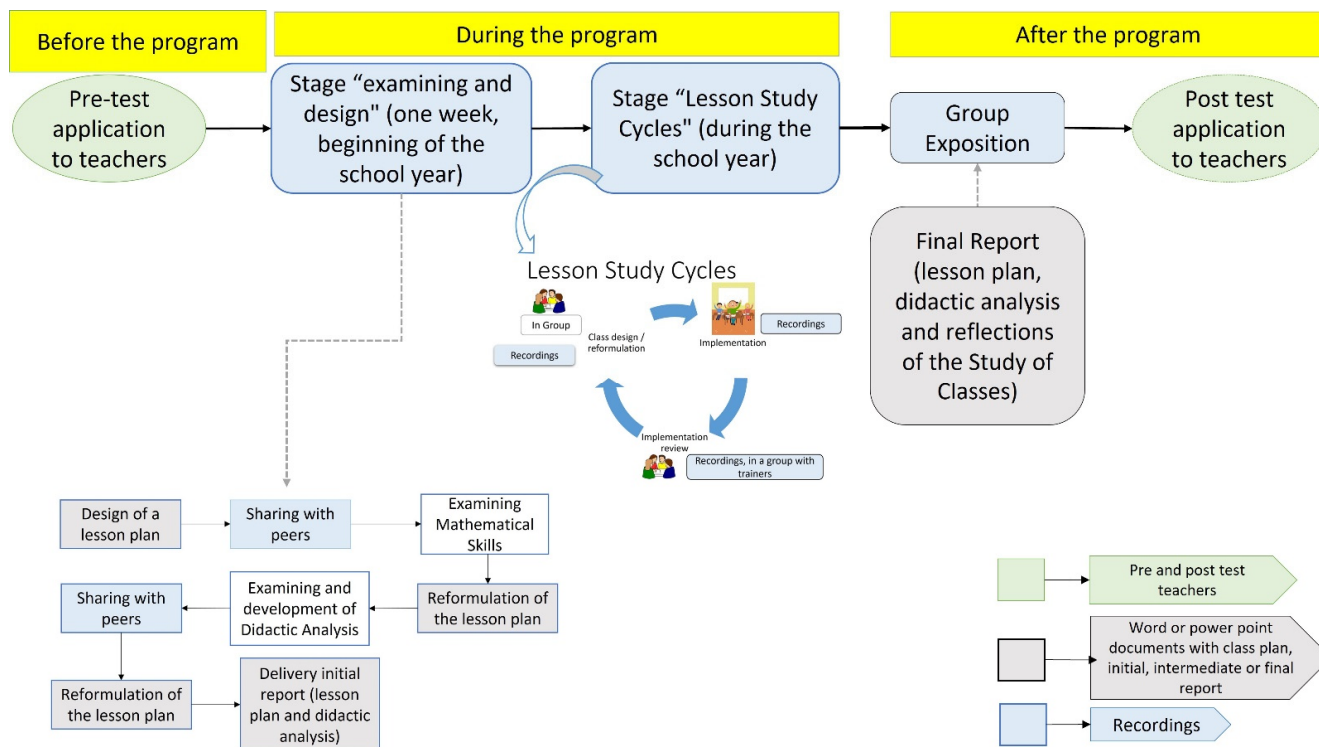 Before the program
During the program
After the program
Pre-test
application
to teachers
Stage “examining and
design" (one week,
beginning of the
school year)
Stage “Lesson Study
Cycles" (during the
school year)
Group
Exposition
Post test
application
to teachers
Final Report
(lesson plan,
didactic analysis
and reflections
of the Study of
Classes)
Lesson Study Cycles
In Group
Class design /
reformulation
Recordings
Recordings
Implementation
Implementation
review
Recordings, in a group with
trainers
Design of a
lesson plan
Sharing with
peers
Examining
Mathematical
Skills
Sharing with
peers
Examining and
development of
Didactic Analysis
Reformulation of
the lesson plan
Reformulation of
the lesson plan
Delivery initial
report (lesson
plan and didactic
analysis)
Pre and post test
teachers
Word or power point
documents with class plan,
initial, intermediate or final
report
Recordings